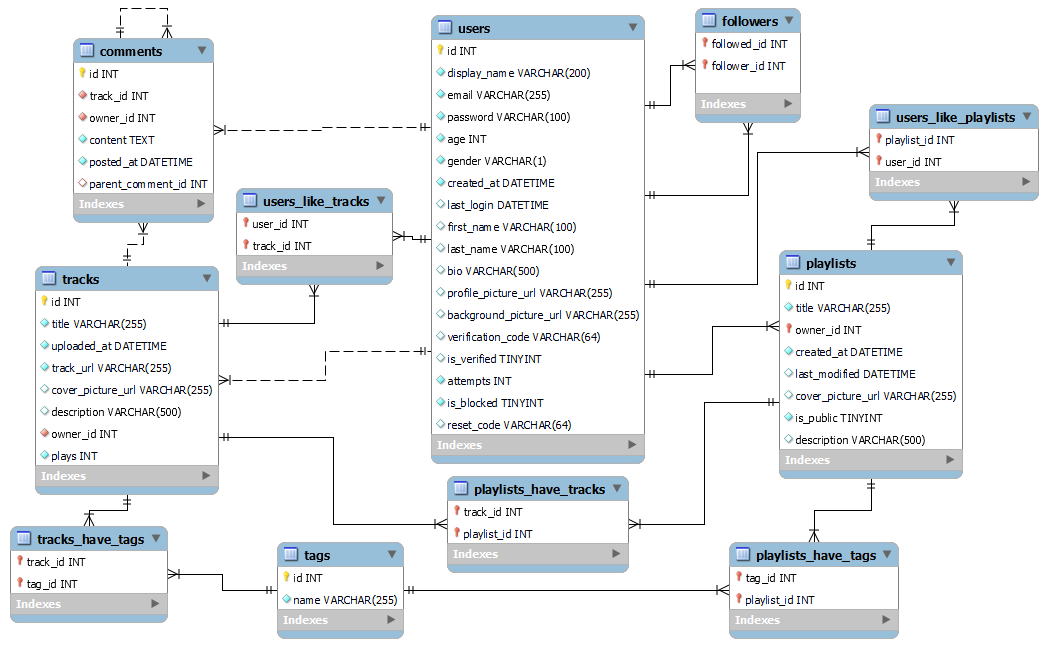 comments
id INT
track_id INT
owner_id INT
content TEXT
posted_at DATETIME
parent_comment_id INT
Indexes
users
id INT
display_name VARCHAR(200)
email VARCHAR(255)
password VARCHAR(100)
age INT
gender VARCHAR(1)
created_at DATETIME
last_login DATETIME
first_name VARCHAR(100)
last_name VARCHAR(100)
bio VARCHAR(500)
profile_picture_url VARCHAR(255)
background_picture_url VARCHAR(255)
verification_code VARCHAR(64)
is_verified TINYINT
attempts INT
is_blocked TINYINT
reset_code VARCHAR(64)
Indexes
followers
followed_id INT
follower_id INT
Indexes
users_like_playlists
playlist_id INT
user_id INT
Indexes
users_like_tracks
user_id INT
track_id INT
Indexes
tracks
id INT
title VARCHAR(255)
uploaded_at DATETIME
track_url VARCHAR(255)
cover_picture_url VARCHAR(255)
description VARCHAR(500)
owner_id INT
plays INT
Indexes
playlists
id INT
title VARCHAR(255)
owner_id INT
created_at DATETIME
last_modified DATETIME
cover_picture_url VARCHAR(255)
is_public TINYINT
description VARCHAR(500)
Indexes
playlists_have_tracks
track_id INT
playlist_id INT
Indexes
tracks_have_tags
track_id INT
tag_id INT
Indexes
tags
id INT
name VARCHAR(255)
Indexes
playlists_have_tags
tag_id INT
playlist_id INT
Indexes